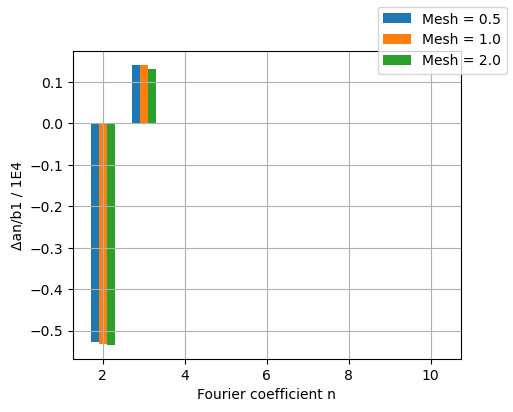 Mesh = 0.5
Mesh = 1.0
Mesh = 2.0
0.1
0.0
−0.1
−0.2
−0.3
−0.4
−0.5
Δan/b1 / 1E4
2 4 6 8 10
Fourier coefficient n